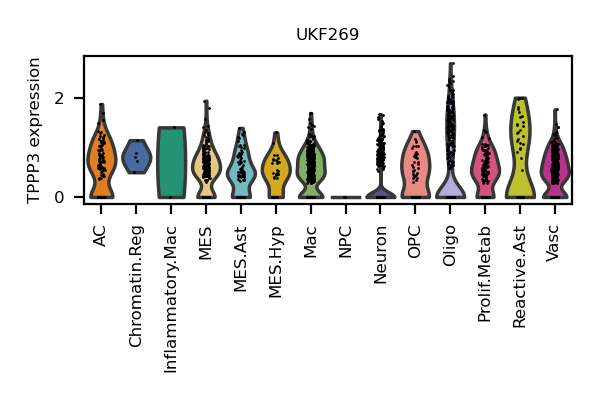 UKF269
TPPP3 expression
2
0
AC
Chromatin.Reg
Inflammatory.Mac
MES
MES.Ast
MES.Hyp
Mac
NPC
Neuron
OPC
Oligo
Prolif.Metab
Reactive.Ast
Vasc